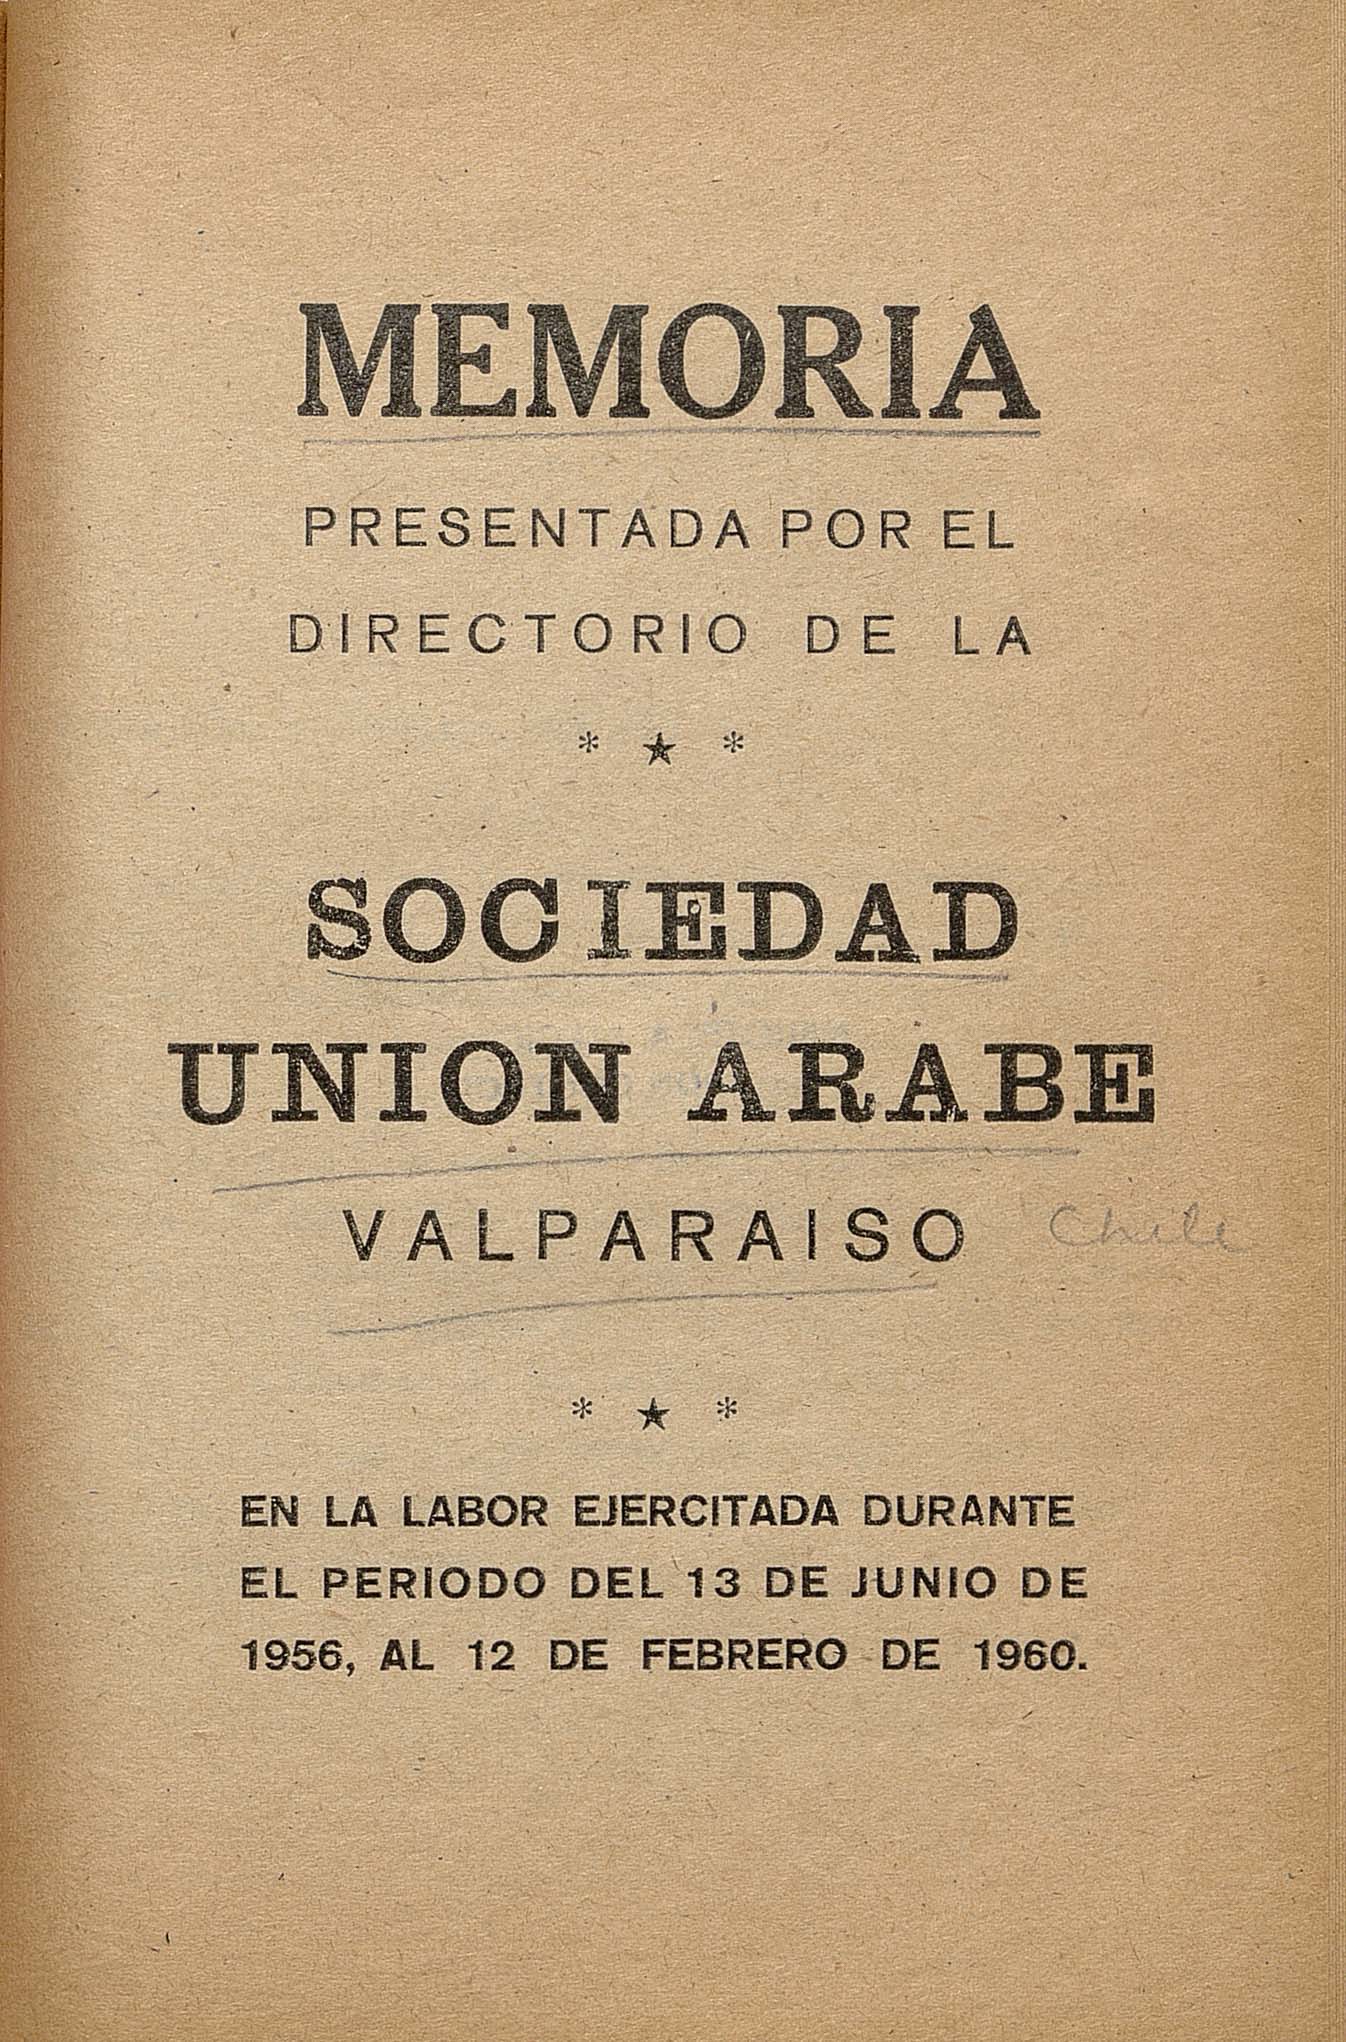 MEMORIA
PRESENTADA POR EL
DIRECTORIO DE LA
* ★ *
SOCIEDAD
UNION ARABE
VALPARAISO Chile
* ★ *
EN LA LABOR EJERCITADA DURANTE
EL PERIODO DEL 13 DE JUNIO DE
1956, AL 12 DE FEBRERO DE 1960.